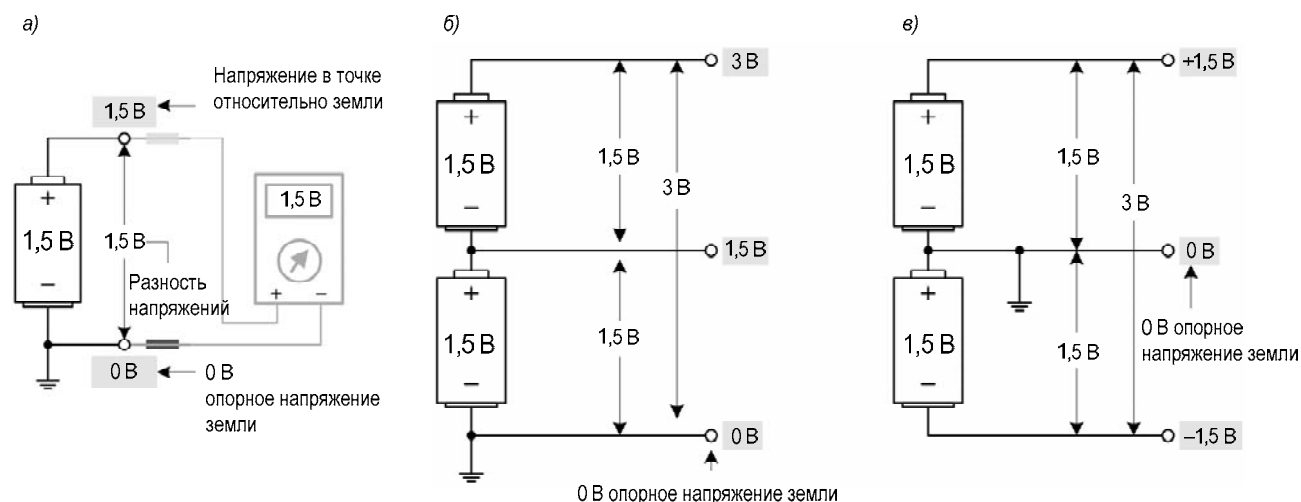 а)
Напряжение в точке
относительно земли
1,5 В
+
1,5 В
–
1,5 В
Разность
напряжений
1,5 В
+ –
0 В
0 В
опорное напряжение
земли
б)
3 В
+
1,5 В
–
1,5 В
3 В
1,5 В
+
1,5 В
–
1,5 В
0 В
0 В опорное напряжение земли
в)
+1,5 В
+
1,5 В
–
1,5 В
3 В
0 В
0 В опорное
напряжение земли
+
1,5 В
–
1,5 В
–1,5 В